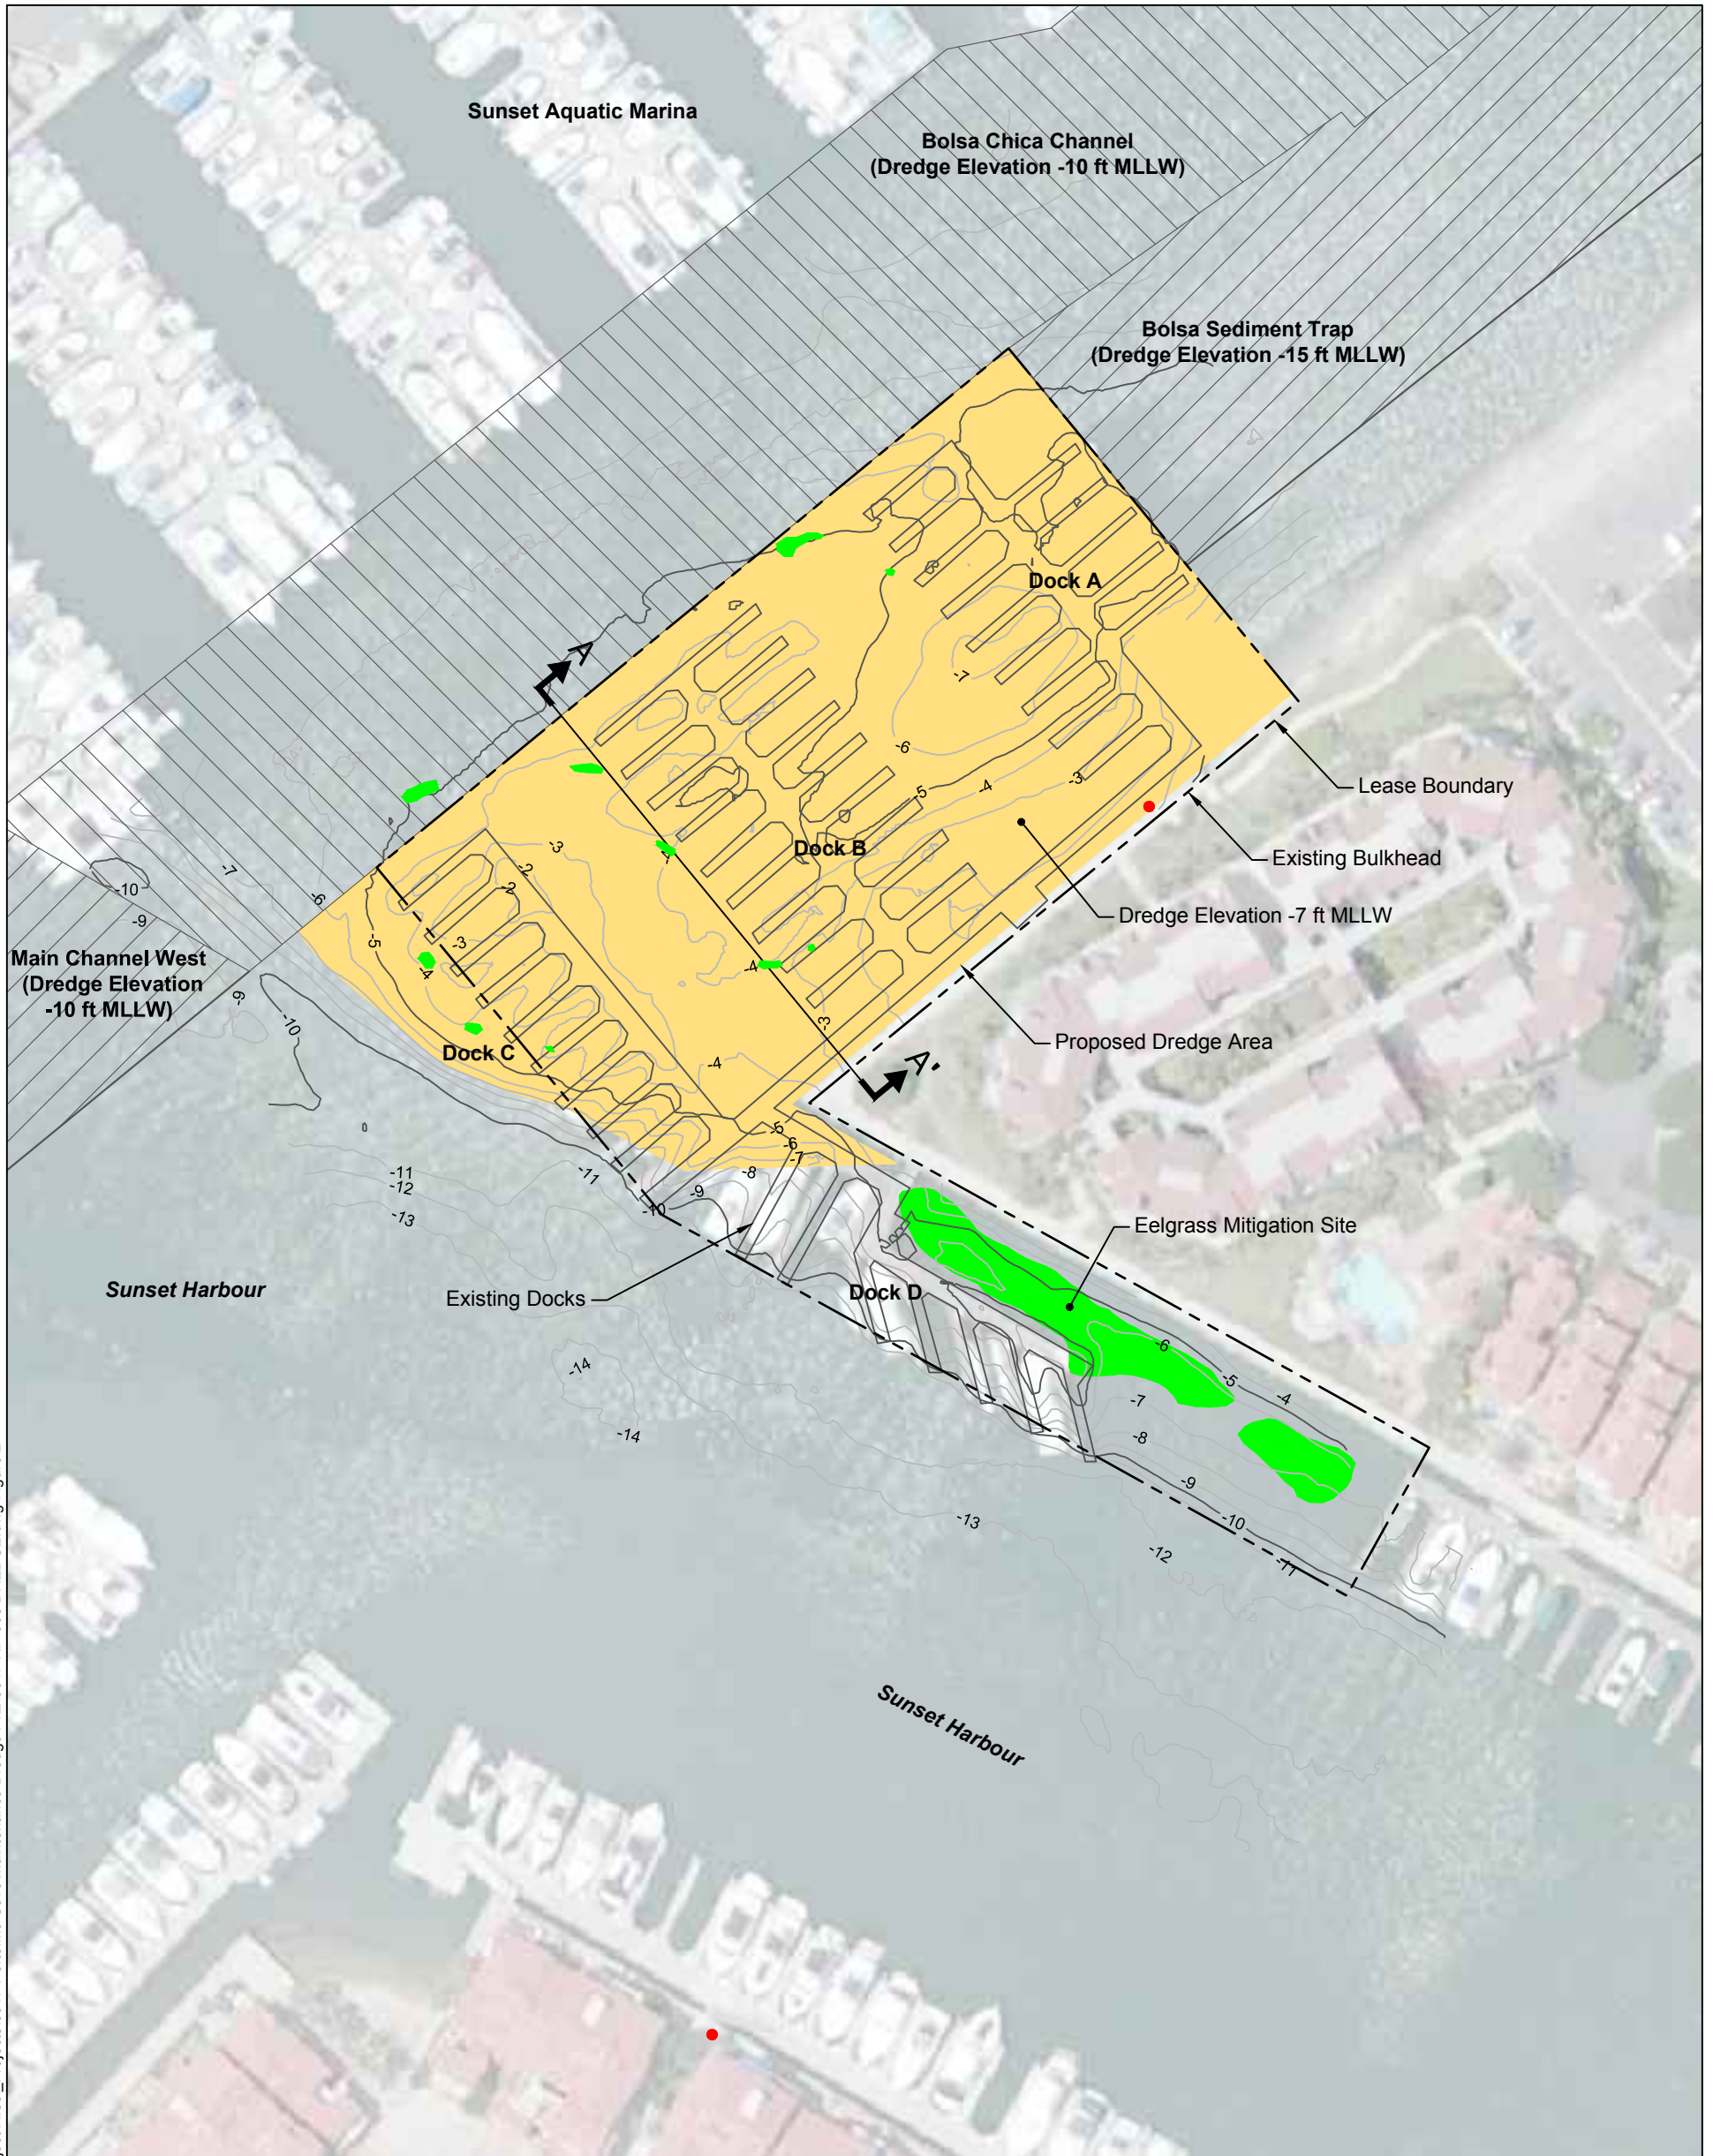 Sunset Aquatic Marina
Bolsa Chica Channel
(Dredge Elevation -10 ft MLLW)
Bolsa Sediment Trap
(Dredge Elevation -15 ft MLLW)
Dock A
A
-7
-6
-5
-4
-3
Lease Boundary
Existing Bulkhead
Dredge Elevation -7 ft MLLW
Proposed Dredge Area
Dock B
-3
-2
-2
-7
-6
-10
-9
-5
-3
-4
-4
-3
Main Channel West
(Dredge Elevation
-10 ft MLLW)
-9
-10
Dock C
-4
A'
-5
-6
-7
-8
-9
-10
-11
-11
-12
-13
Eelgrass Mitigation Site
Sunset Harbour
Existing Docks
Dock D
-6
-5
-4
-7
-8
-14
-14
-9
-10
-11
-13
-12
Sunset Harbour